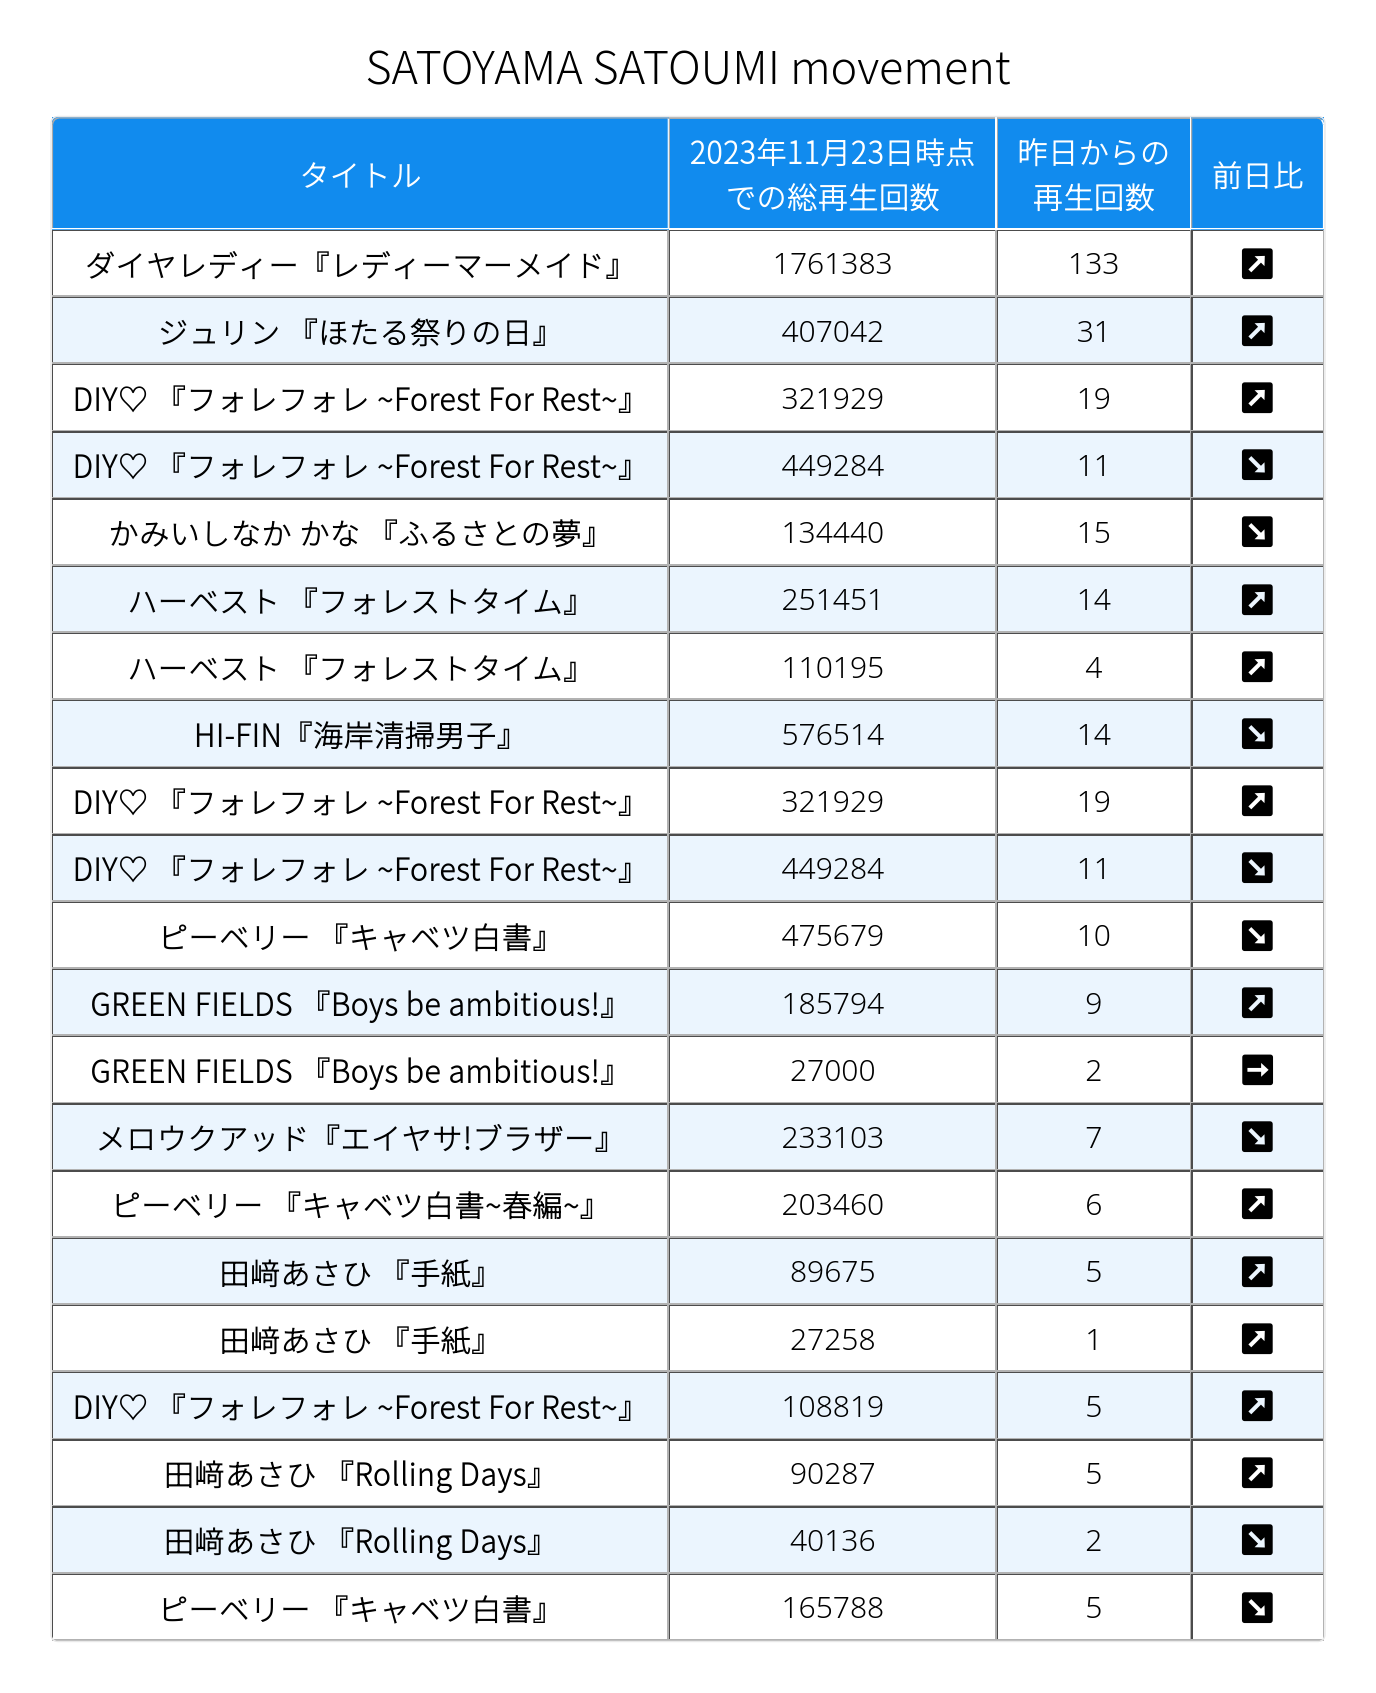 SATOYAMA SATOUMI movement
タイトル 2023年11月23日時点での総再生回数 昨日からの再生回数 前日比
ダイヤレディー『レディーマーメイド』 1761383 133 ↗
ジュリン 『ほたる祭りの日』 407042 31 ↗
DIY♡ 『フォレフォレ ~Forest For Rest~』 321929 19 ↗
DIY♡ 『フォレフォレ ~Forest For Rest~』 449284 11 ↘
かみいしなか かな 『ふるさとの夢』 134440 15 ↘
ハーベスト 『フォレストタイム』 251451 14 ↗
ハーベスト 『フォレストタイム』 110195 4 ↗
HI-FIN『海岸清掃男子』 576514 14 ↘
DIY♡ 『フォレフォレ ~Forest For Rest~』 321929 19 ↗
DIY♡ 『フォレフォレ ~Forest For Rest~』 449284 11 ↘
ピーベリー 『キャベツ白書』 475679 10 ↘
GREEN FIELDS 『Boys be ambitious!』 185794 9 ↗
GREEN FIELDS 『Boys be ambitious!』 27000 2 →
メロウクアッド『エイヤサ!ブラザー』 233103 7 ↘
ピーベリー 『キャベツ白書~春編~』 203460 6 ↗
田﨑あさひ 『手紙』 89675 5 ↗
田﨑あさひ 『手紙』 27258 1 ↗
DIY♡ 『フォレフォレ ~Forest For Rest~』 108819 5 ↗
田﨑あさひ 『Rolling Days』 90287 5 ↗
田﨑あさひ 『Rolling Days』 40136 2 ↘
ピーベリー 『キャベツ白書』 165788 5 ↘